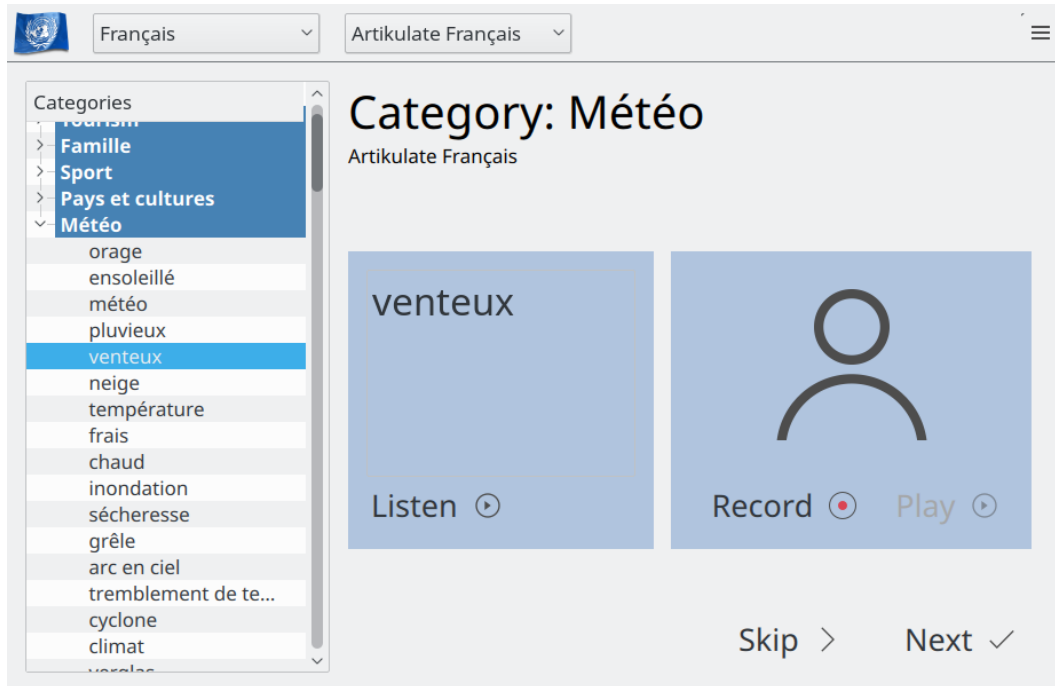 Français
Artikulate Français
Categories
Tourism
Famille
Sport
Pays et cultures
Météo
orage
ensoleillé
météo
pluvieux
venteux
neige
température
frais
chaud
inondation
sécheresse
grêle
arc en ciel
tremblement de te...
cyclone
climat
verglas
Category: Météo
Artikulate Français
venteux
Listen
Record
Play
Skip
Next